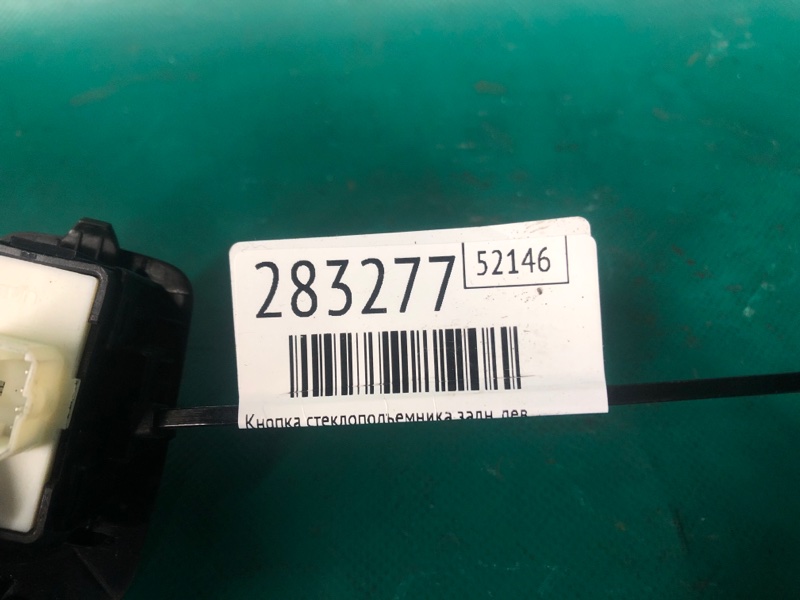 283277
52146
Кнопка стеклоподъемника задн. лев.